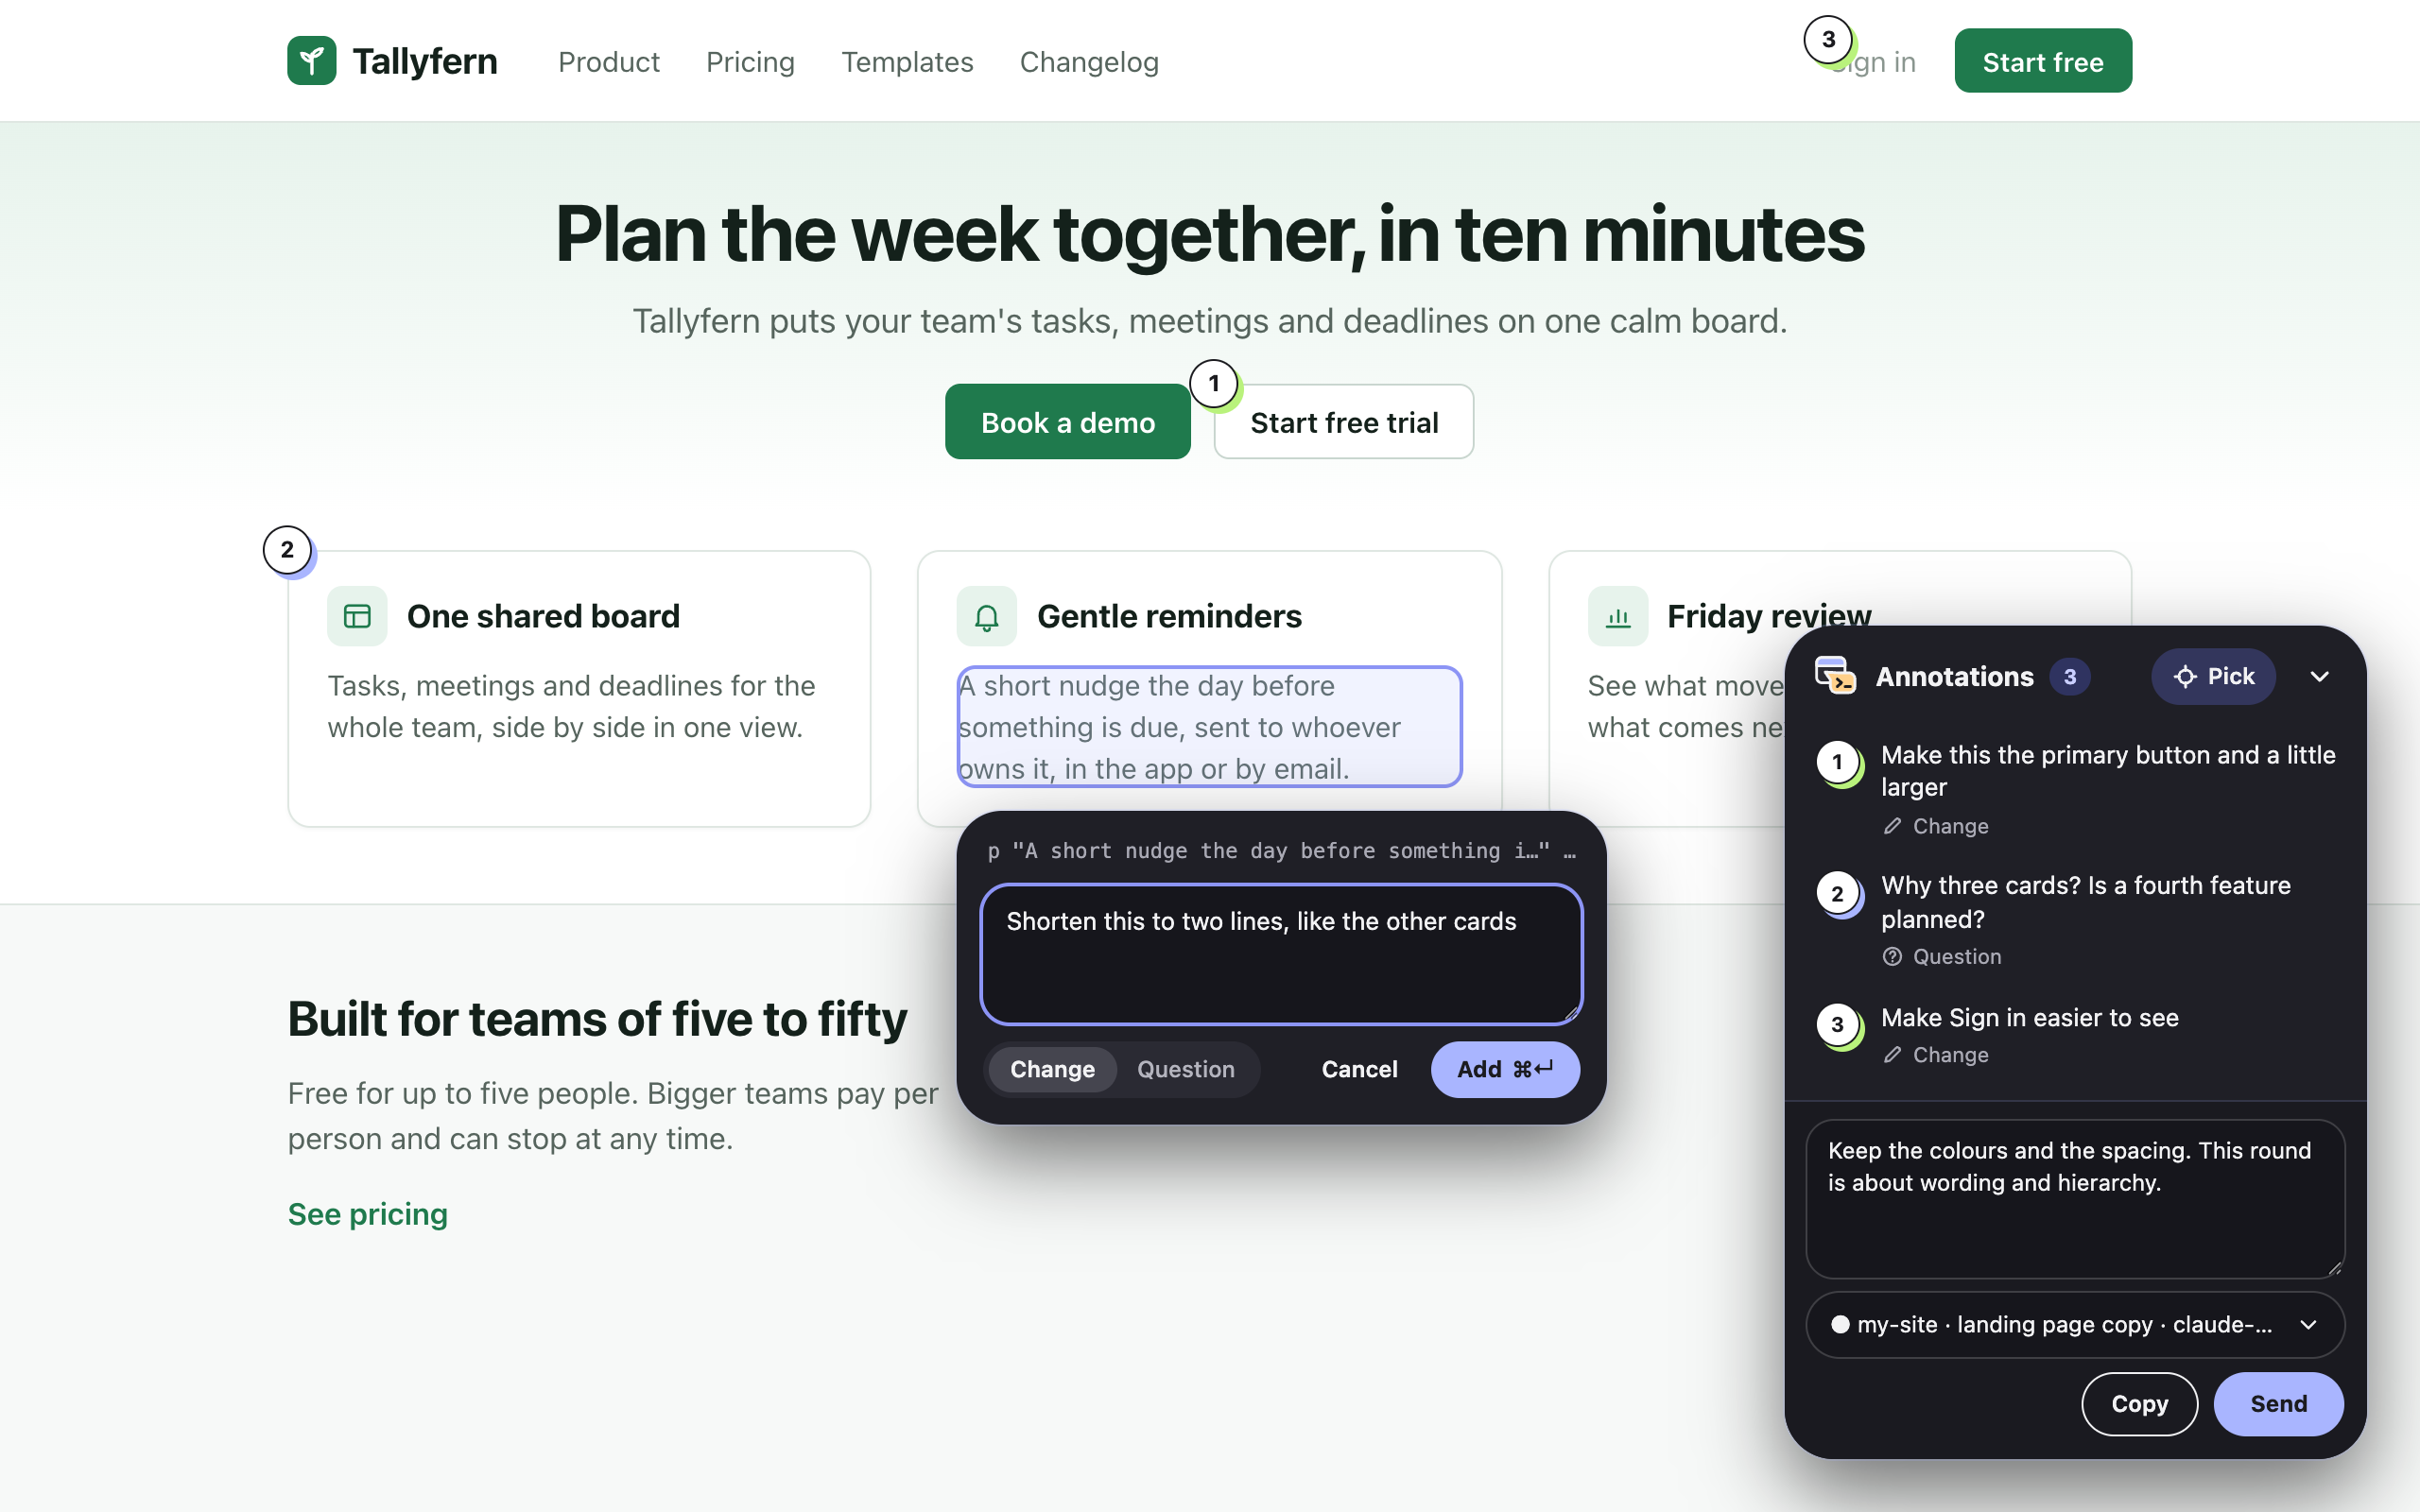 Tallyfern
Product
Pricing
Templates
Changelog
3
in
Start free
Plan the week together, in ten minutes
Tallyfern puts your team's tasks, meetings and deadlines on one calm board.
Book a demo
1
Start free trial
2
One shared board
Tasks, meetings and deadlines for the
whole team, side by side in one view.
Gentle reminders
A short nudge the day before
something is due, sent to whoever
owns it, in the app or by email.
Friday review
See what move
what comes
p "A short nudge the day before something i…" …
Shorten this to two lines, like the other cards
Change
Question
Cancel
Add ⌘↵
Built for teams of five to fifty
Free for up to five people. Bigger teams pay per
person and can stop at any time.
See pricing
Annotations
3
Pick
1
Make this the primary button and a little
larger
Change
2
Why three cards? Is a fourth feature
planned?
Question
3
Make Sign in easier to see
Change
Keep the colours and the spacing. This round
is about wording and hierarchy.
my-site · landing page copy · claude-...
Copy
Send